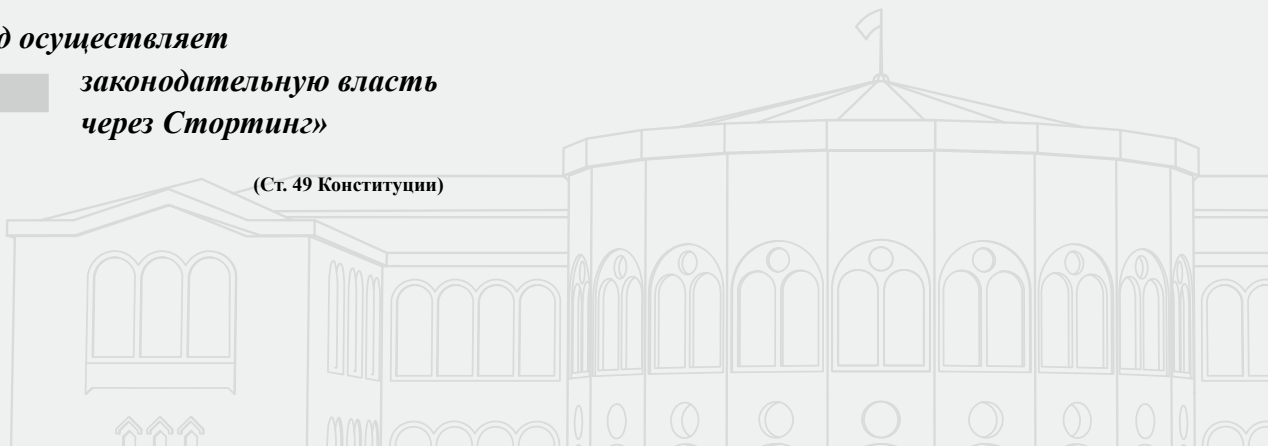 д осуществляет
законодательную власть
через Стортинг»
(Ст. 49 Конституции)